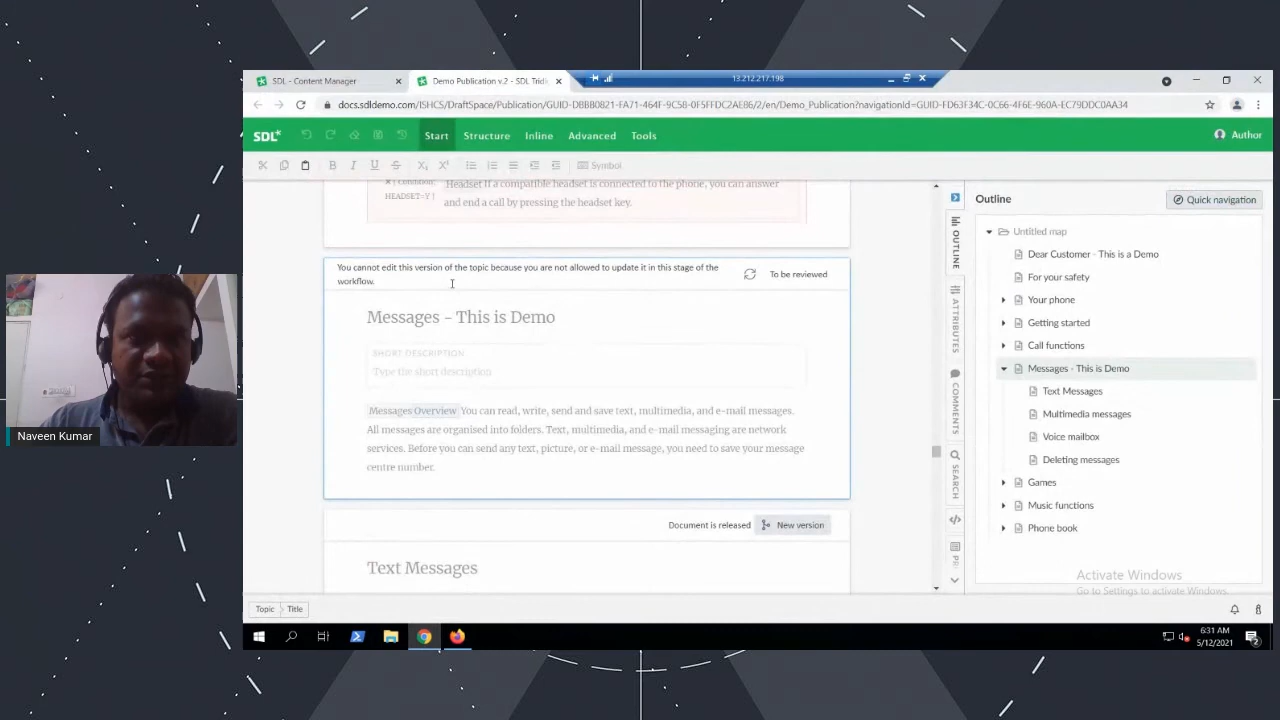 SDL - Content Manager
Demo Publication v.2 - SDL Trid
13.212.217.198
docs.sdldemo.com/ISHCS/DraftSpace/Publication/GUID-DBBB0821-FA71-464F-9C58-0F5FFDC2AE86/2/en/Demo_Publication?navigationId=GUID-FD63F34C-0C66-4F6E-960A-EC79DDC0AA34
SDL*
Start
Structure
Inline
Advanced
Tools
Author
Symbol
Condition:
HEADSET=Y
Headset If a compatible headset is connected to the phone, you can answer
and end a call by pressing the headset key.
You cannot edit this version of the topic because you are not allowed to update it in this stage of the
workflow.
To be reviewed
Messages - This is Demo
SHORT DESCRIPTION
Type the short description
Messages Overview You can read, write, send and save text, multimedia, and e-mail messages.
All messages are organised into folders. Text, multimedia, and e-mail messaging are network
services. Before you can send any text, picture, or e-mail message, you need to save your message
centre number.
Document is released
New version
Text Messages
OUTLINE
ATTRIBUTES
COMMENTS
SEARCH
Outline
Quick navigation
Untitled map
Dear Customer - This is a Demo
For your safety
Your phone
Getting started
Call functions
Messages - This is Demo
Text Messages
Multimedia messages
Voice mailbox
Deleting messages
Games
Music functions
Phone book
Activate Windows
Go to Settings to activate Windows.
Topic
Title
6:31 AM
5/12/2021
2
Naveen Kumar